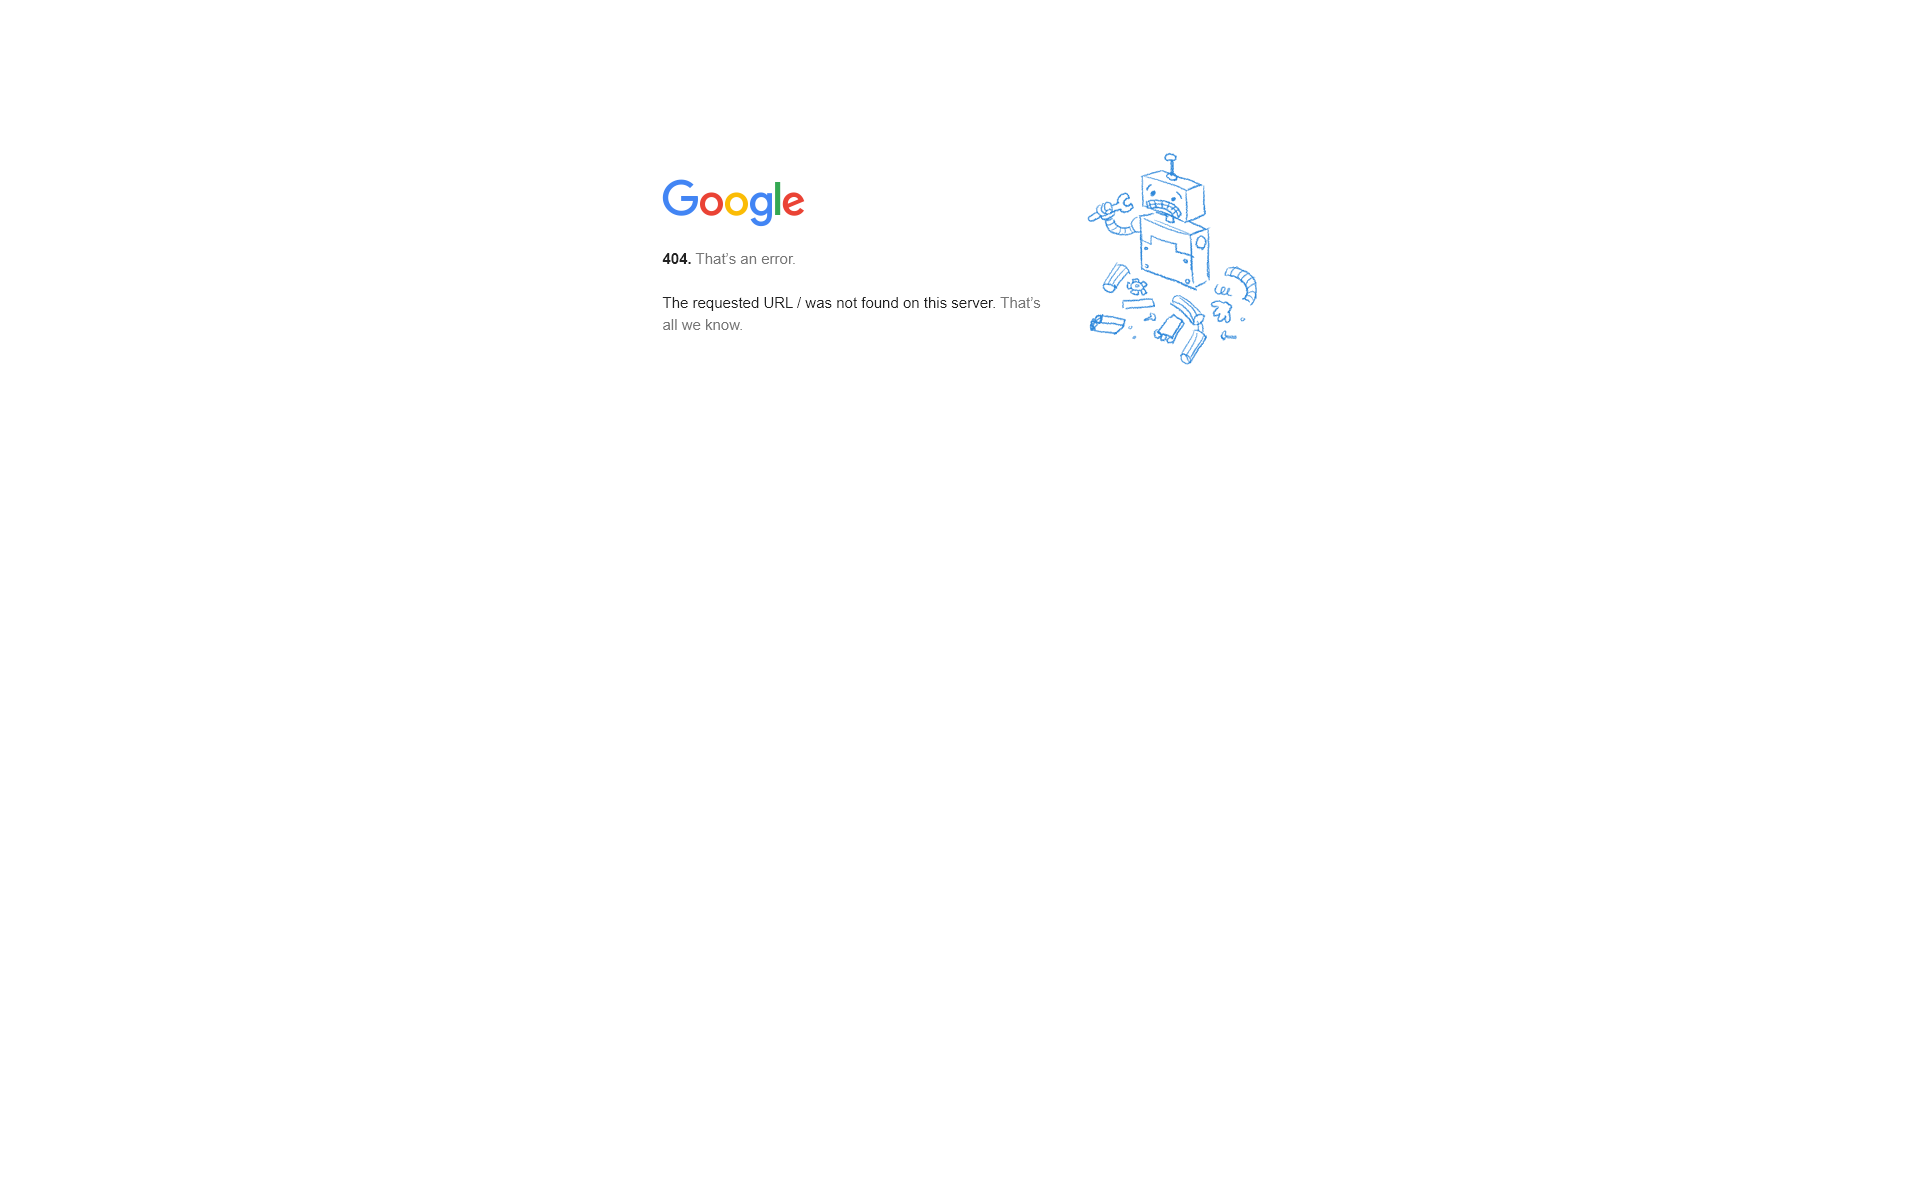 Google
404. That’s an error.
The requested URL / was not found on this server. That’s
all we know.